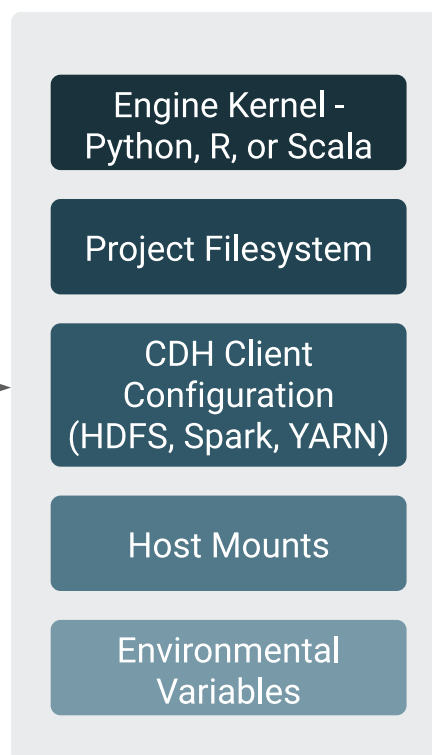 Engine Kernel -
Python, R, or Scala
Project Filesystem
CDH Client
Configuration
(HDFS, Spark, YARN)
Host Mounts
Environmental
Variables